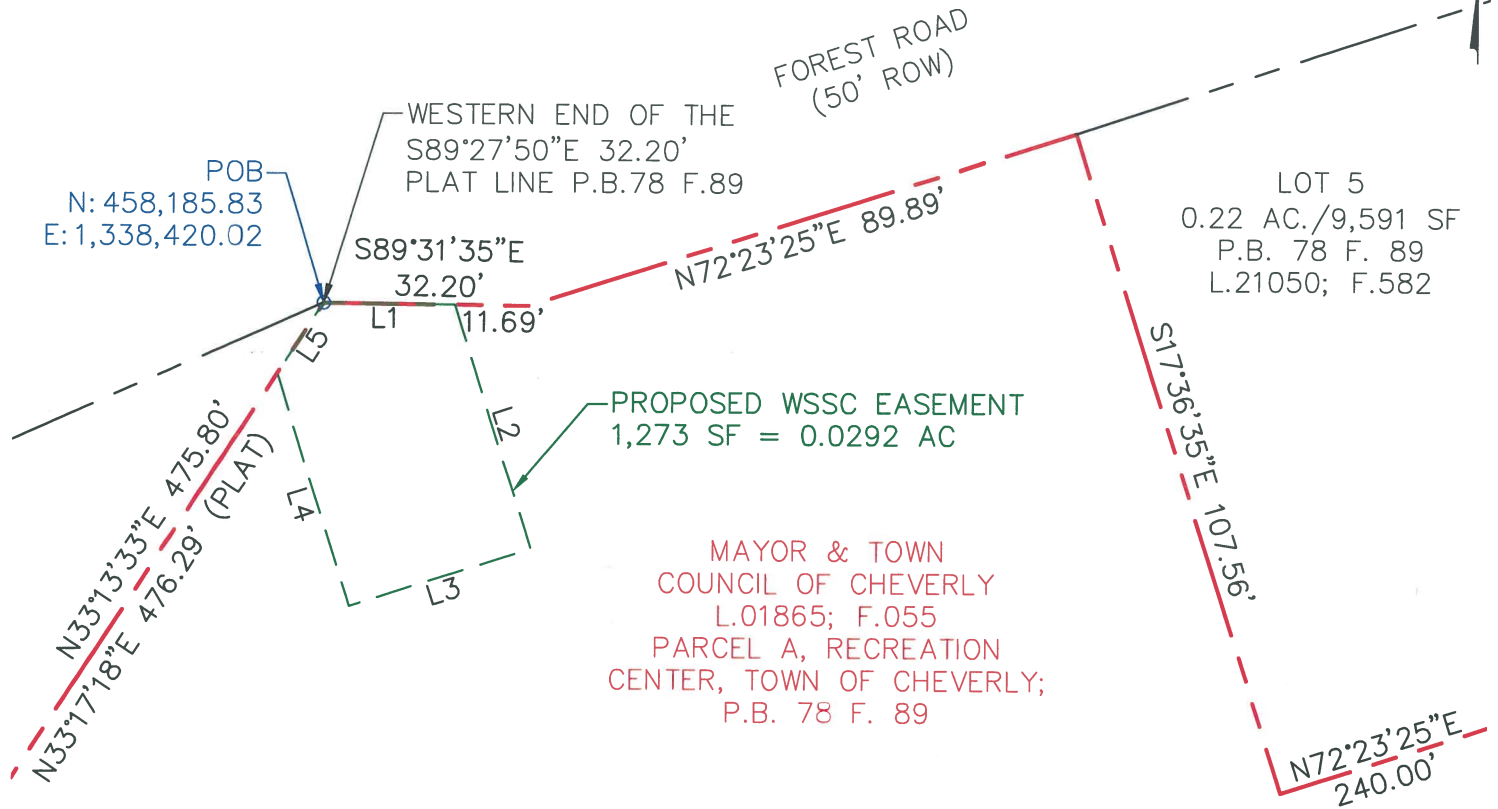 FOREST ROAD
(50' ROW)
WESTERN END OF THE
S89°27'50"E 32.20'
PLAT LINE P.B.78 F.89
POB
N: 458,185.83
E: 1,338,420.02
S89°31'35"E
32.20'
L1
11.69'
L5
N72°23'25"E 89.89'
LOT 5
0.22 AC./9,591 SF
P.B. 78 F. 89
L.21050; F.582
L2
PROPOSED WSSC EASEMENT
1,273 SF = 0.0292 AC
L4
L3
S17°36'35"E 107.56'
N33°13'33"E 475.80'
N33°17'18"E 476.29' (PLAT)
MAYOR & TOWN
COUNCIL OF CHEVERLY
L.01865; F.055
PARCEL A, RECREATION
CENTER, TOWN OF CHEVERLY;
P.B. 78 F. 89
N72°23'25"E
240.00'